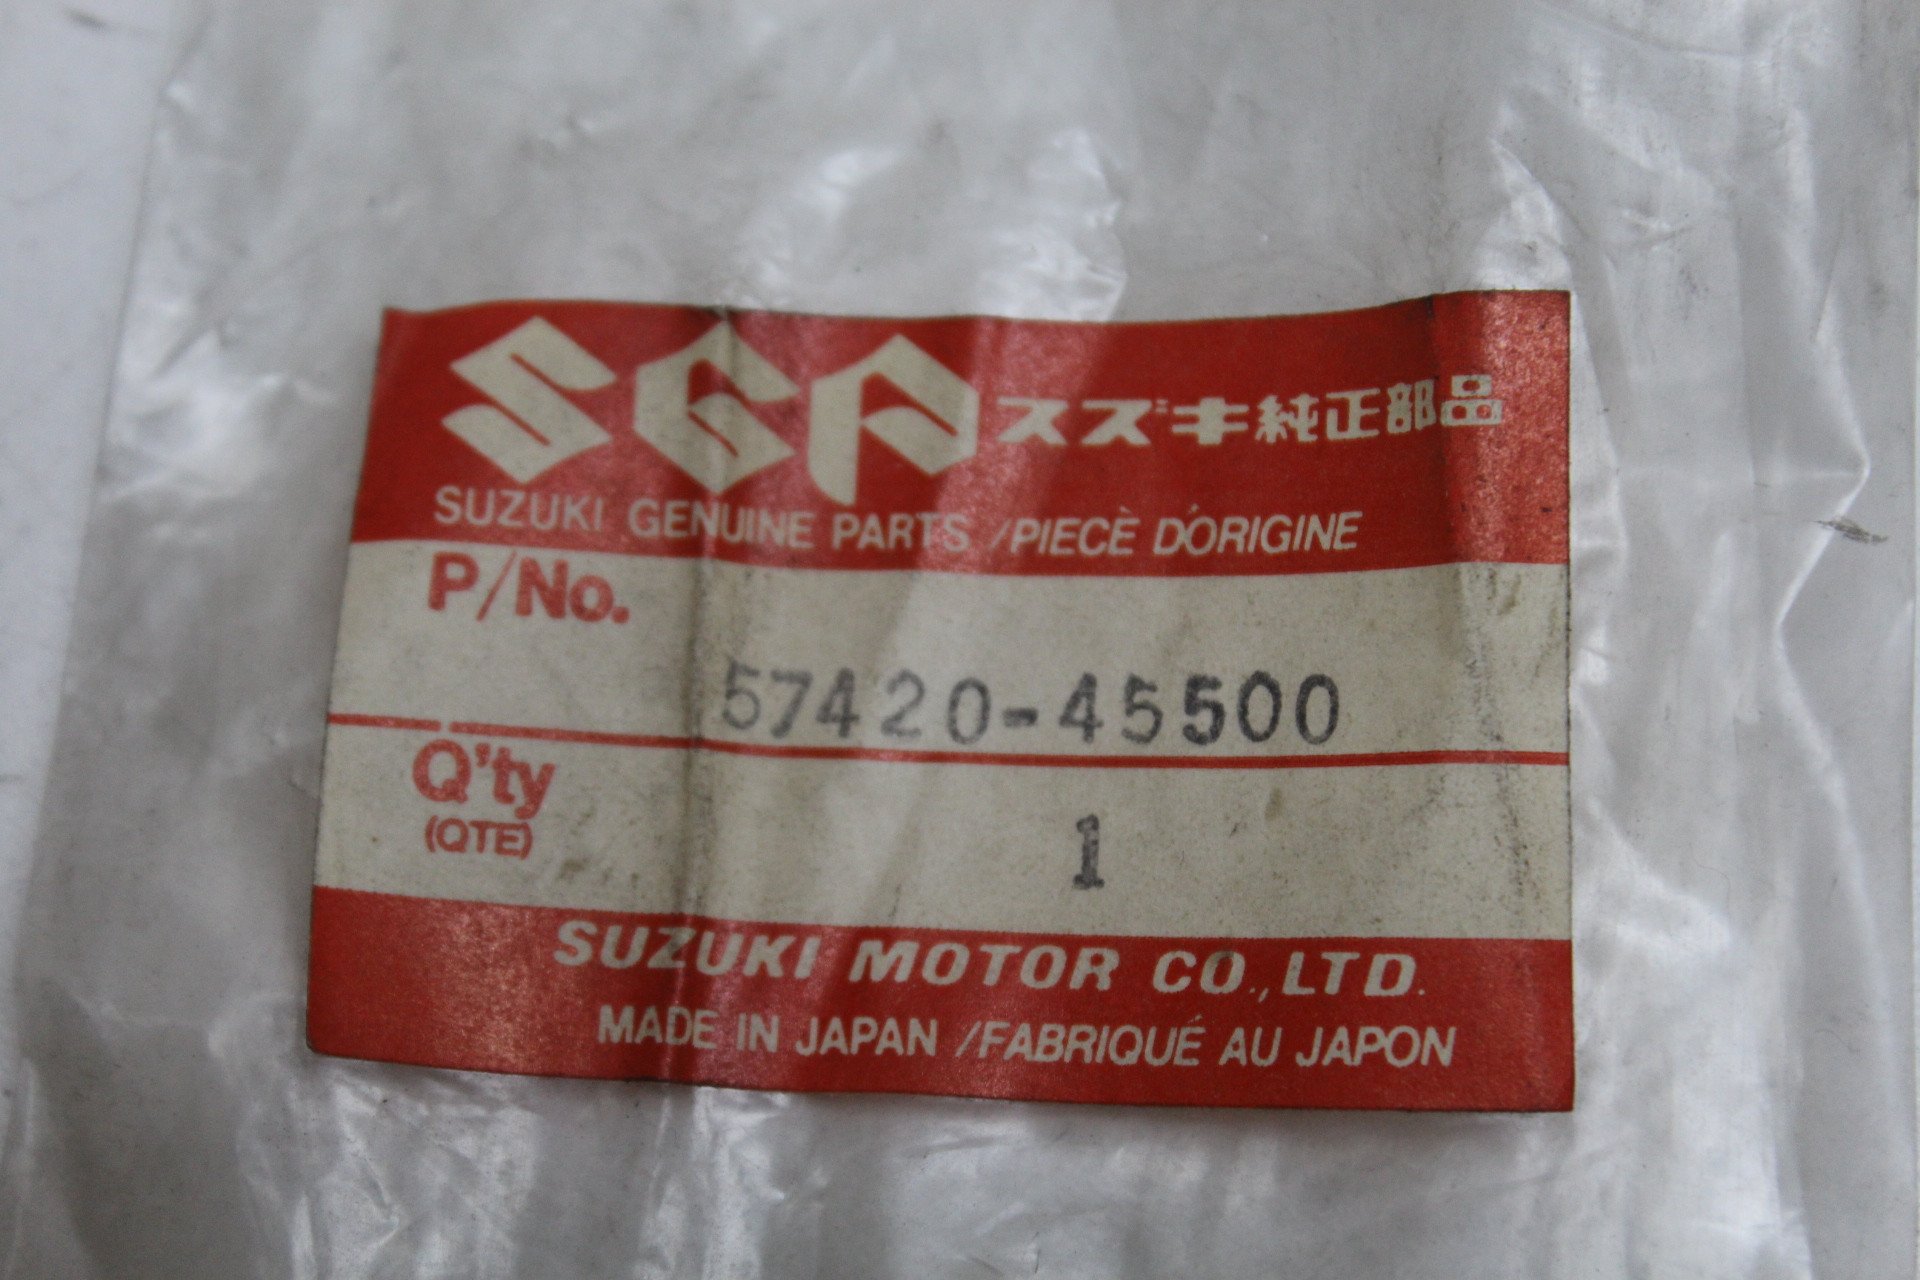 SGP スズキ純正部品
SUZUKI GENUINE PARTS /PIECÈ D'ORIGINE
P/No.
57420-45500
Q'ty
(QTE)
1
SUZUKI MOTOR CO.,LTD.
MADE IN JAPAN /FABRIQUÉ AU JAPON